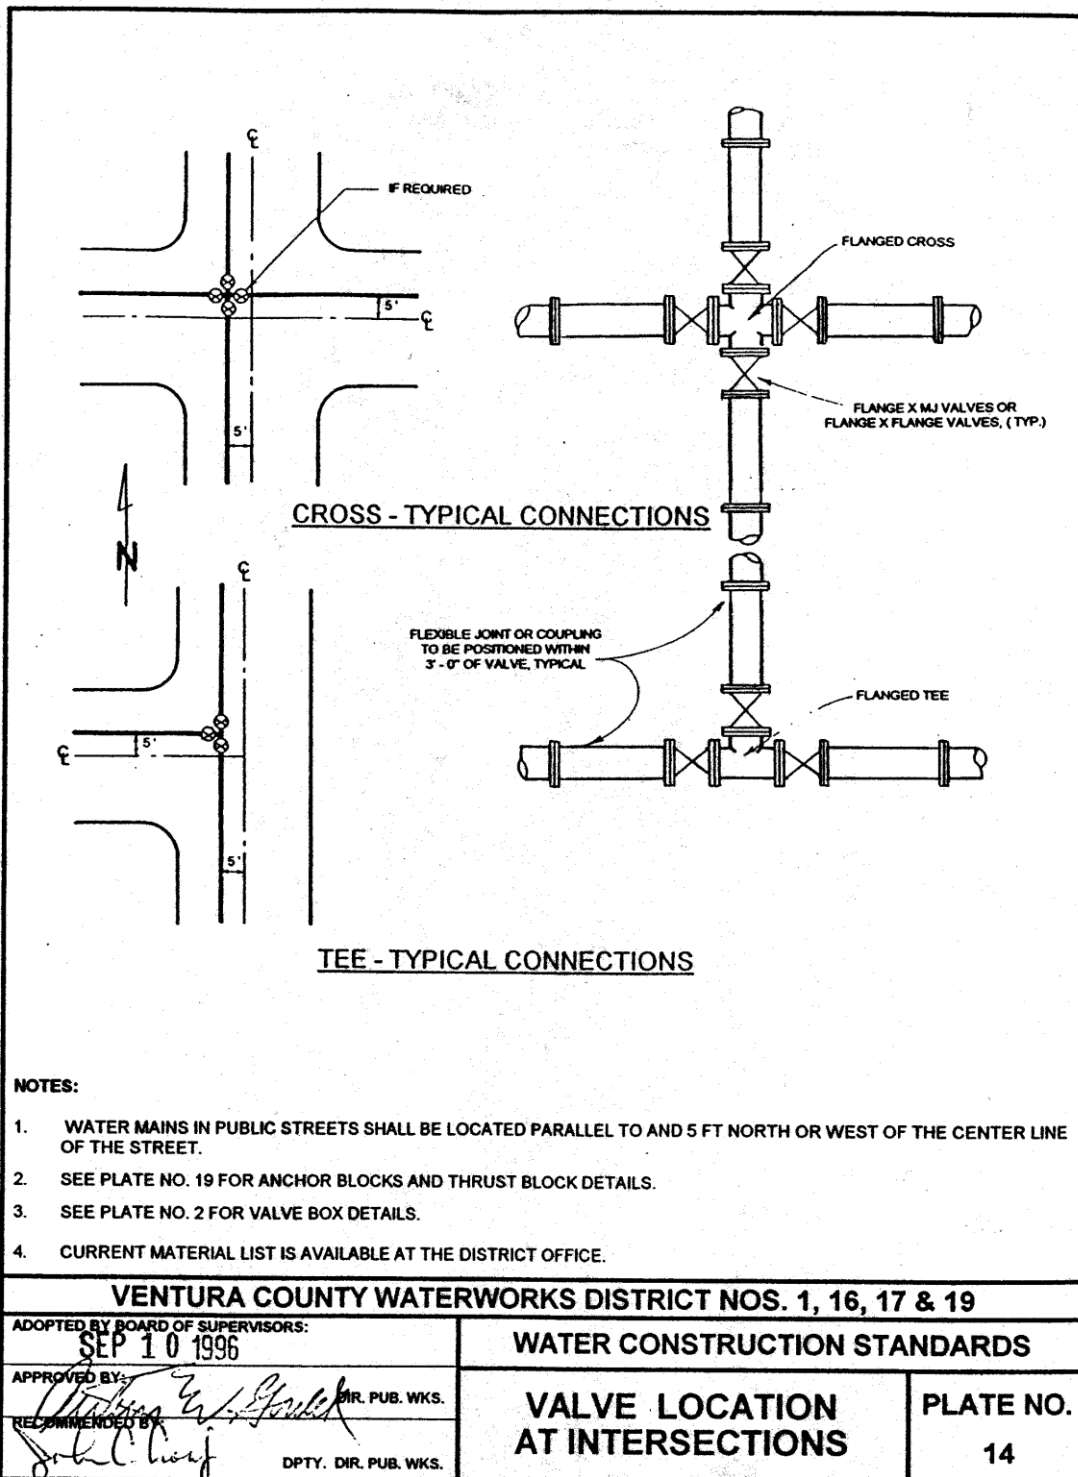 ℄
IF REQUIRED
FLANGED CROSS
5'
℄
5'
FLANGE X MJ VALVES OR
FLANGE X FLANGE VALVES, ( TYP.)
CROSS - TYPICAL CONNECTIONS
N
℄
FLEXIBLE JOINT OR COUPLING
TO BE POSITIONED WITHIN
3' - 0" OF VALVE, TYPICAL
FLANGED TEE
℄
5'
5'
TEE - TYPICAL CONNECTIONS
NOTES:
1. WATER MAINS IN PUBLIC STREETS SHALL BE LOCATED PARALLEL TO AND 5 FT NORTH OR WEST OF THE CENTER LINE
OF THE STREET.
2. SEE PLATE NO. 19 FOR ANCHOR BLOCKS AND THRUST BLOCK DETAILS.
3. SEE PLATE NO. 2 FOR VALVE BOX DETAILS.
4. CURRENT MATERIAL LIST IS AVAILABLE AT THE DISTRICT OFFICE.
VENTURA COUNTY WATERWORKS DISTRICT NOS. 1, 16, 17 & 19
ADOPTED BY BOARD OF SUPERVISORS:
SEP 10 1996
APPROVED BY:
DIR. PUB. WKS.
RECOMMENDED BY:
DPTY. DIR. PUB. WKS.
WATER CONSTRUCTION STANDARDS
VALVE LOCATION
AT INTERSECTIONS
PLATE NO.
14